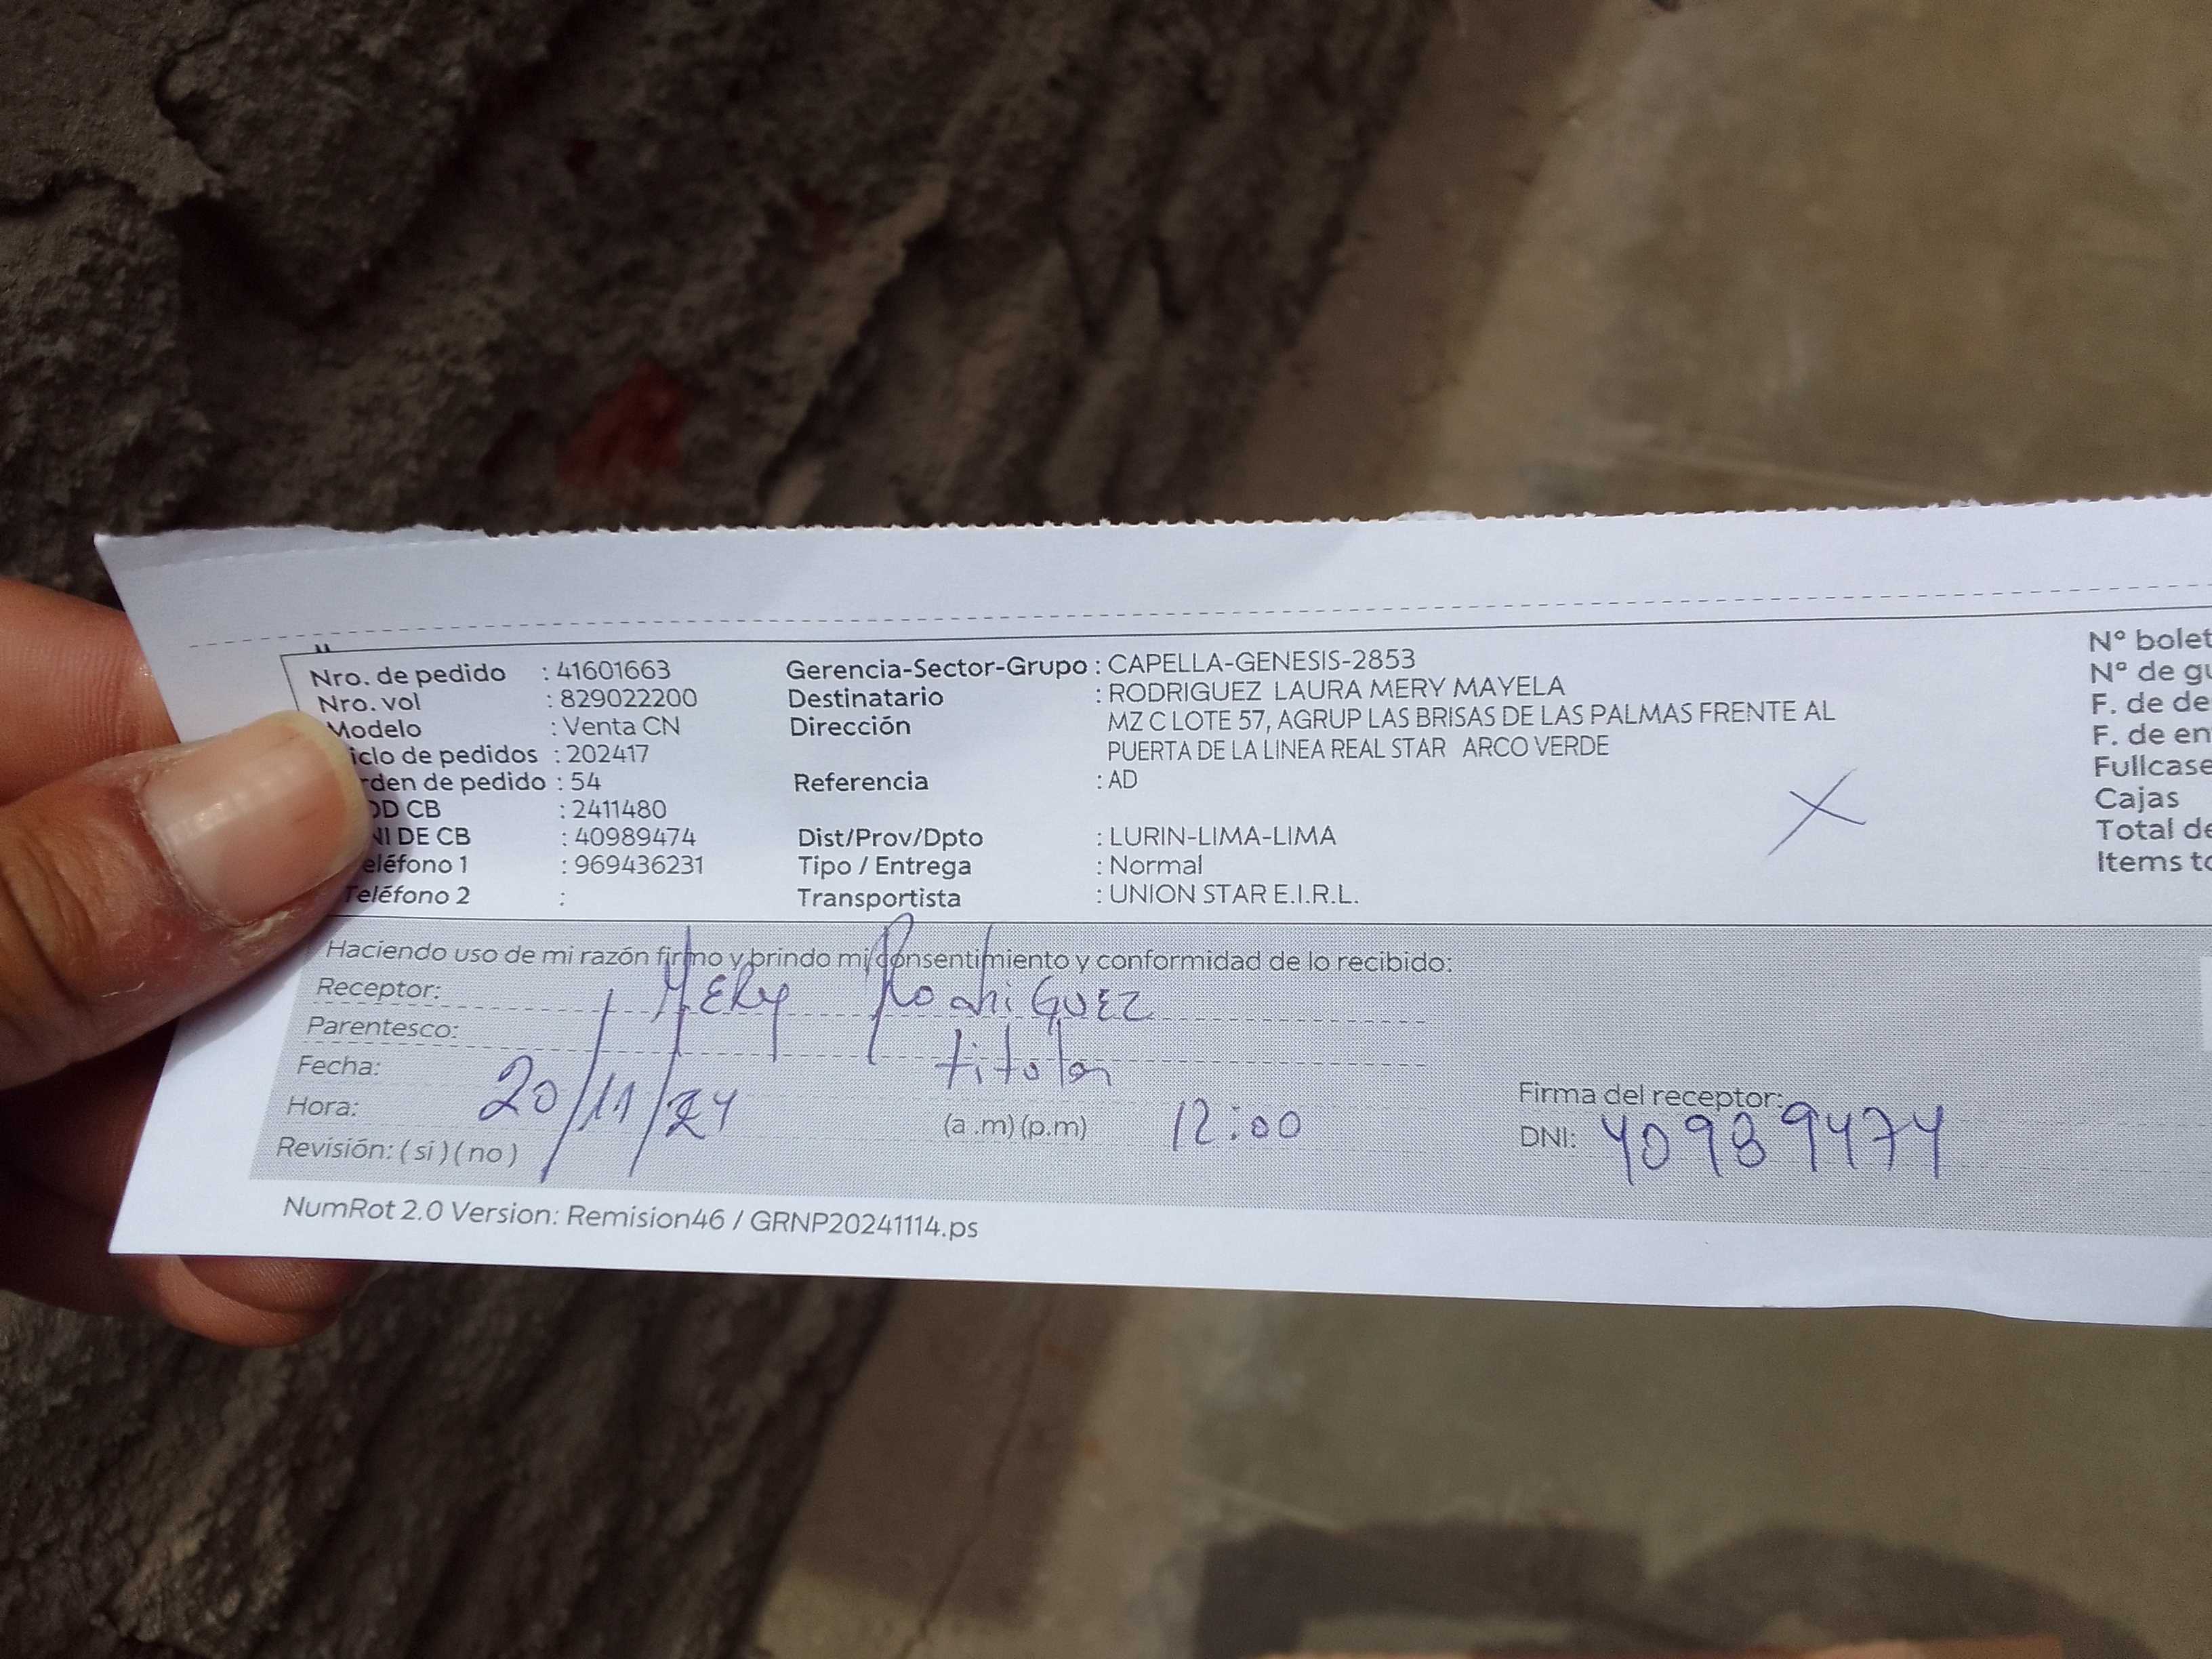 Nro. de pedido : 41601663 Gerencia-Sector-Grupo : CAPELLA-GENESIS-2853 N° bolet
Nro. vol : 829022200 Destinatario : RODRIGUEZ LAURA MERY MAYELA N° de gu
Modelo : Venta CN Dirección MZ C LOTE 57, AGRUP LAS BRISAS DE LAS PALMAS FRENTE AL F. de de
iclo de pedidos : 202417 PUERTA DE LA LINEA REAL STAR ARCO VERDE F. de en
rden de pedido : 54 Referencia : AD Fullcase
OD CB : 2411480 Cajas
NI DE CB : 40989474 Dist/Prov/Dpto : LURIN-LIMA-LIMA Total de
eléfono 1 : 969436231 Tipo / Entrega : Normal Items to
Teléfono 2 : Transportista : UNION STAR E.I.R.L.
Haciendo uso de mi razón firmo y brindo mi consentimiento y conformidad de lo recibido:
Receptor: MERY RodRiGUEZ
Parentesco: titular
Fecha: 20/11/24 Firma del receptor:
Hora: (a .m) (p.m) 12:00 DNI: 40989474
Revisión: ( si ) ( no )
NumRot 2.0 Version: Remision46 / GRNP20241114.ps